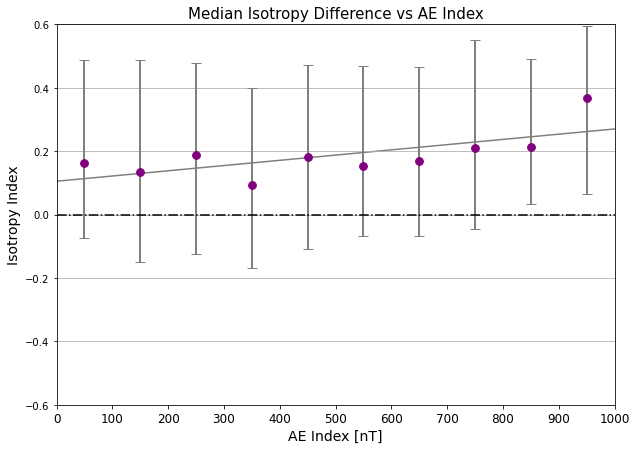 Median Isotropy Difference vs AE Index
Isotropy Index
0.6
0.4
0.2
0.0
−0.2
−0.4
−0.6
0 100 200 300 400 500 600 700 800 900 1000
AE Index [nT]